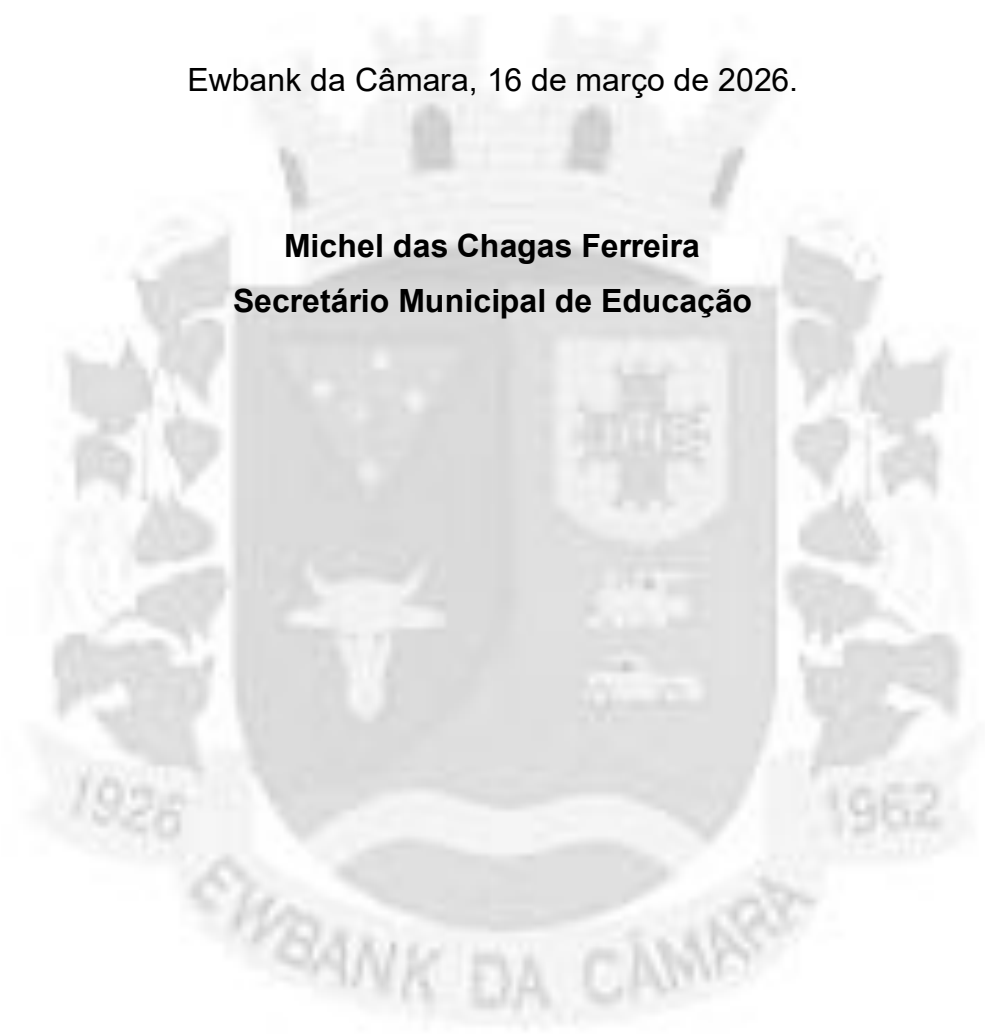 Ewbank da Câmara, 16 de março de 2026.
Michel das Chagas Ferreira
Secretário Municipal de Educação
1926
1962
EWBANK DA CÂMARA